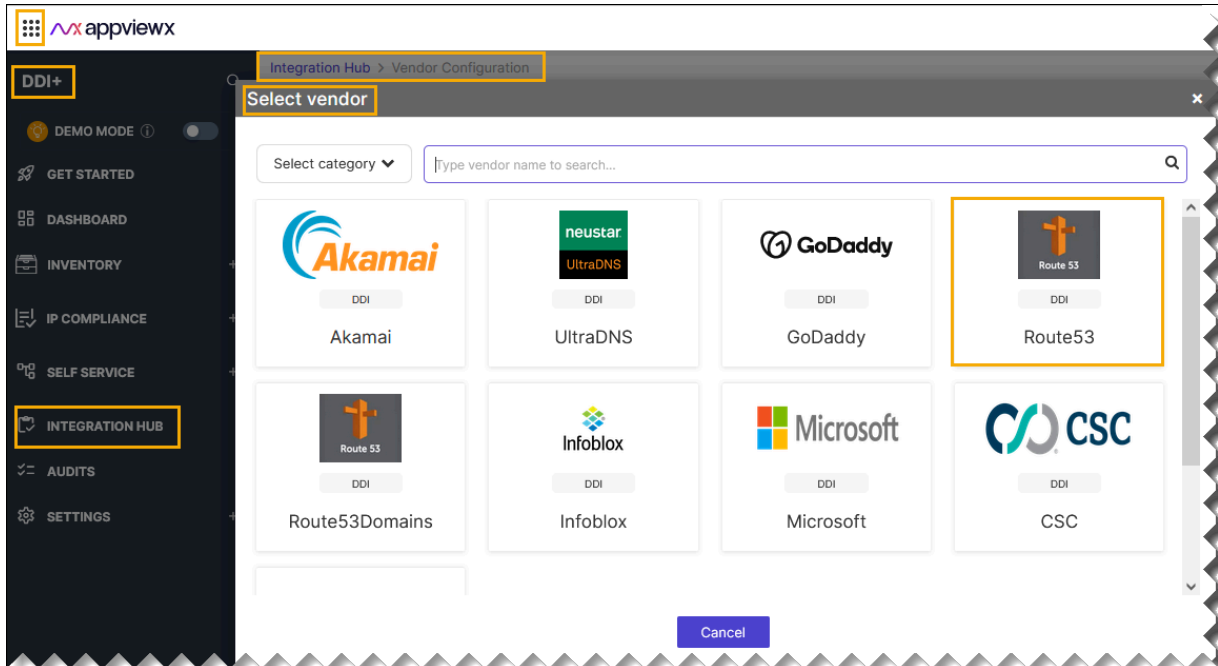 appviewx
DDI+
Integration Hub > Vendor Configuration
Select vendor
×
DEMO MODE
GET STARTED
DASHBOARD
INVENTORY +
IP COMPLIANCE +
SELF SERVICE +
INTEGRATION HUB
AUDITS
SETTINGS +
Select category
Type vendor name to search...
Akamai
DDI
Akamai
neustar
UltraDNS
DDI
UltraDNS
GoDaddy
DDI
GoDaddy
Route 53
DDI
Route53
Route 53
DDI
Route53Domains
Infoblox
DDI
Infoblox
Microsoft
DDI
Microsoft
CSC
DDI
CSC
Cancel